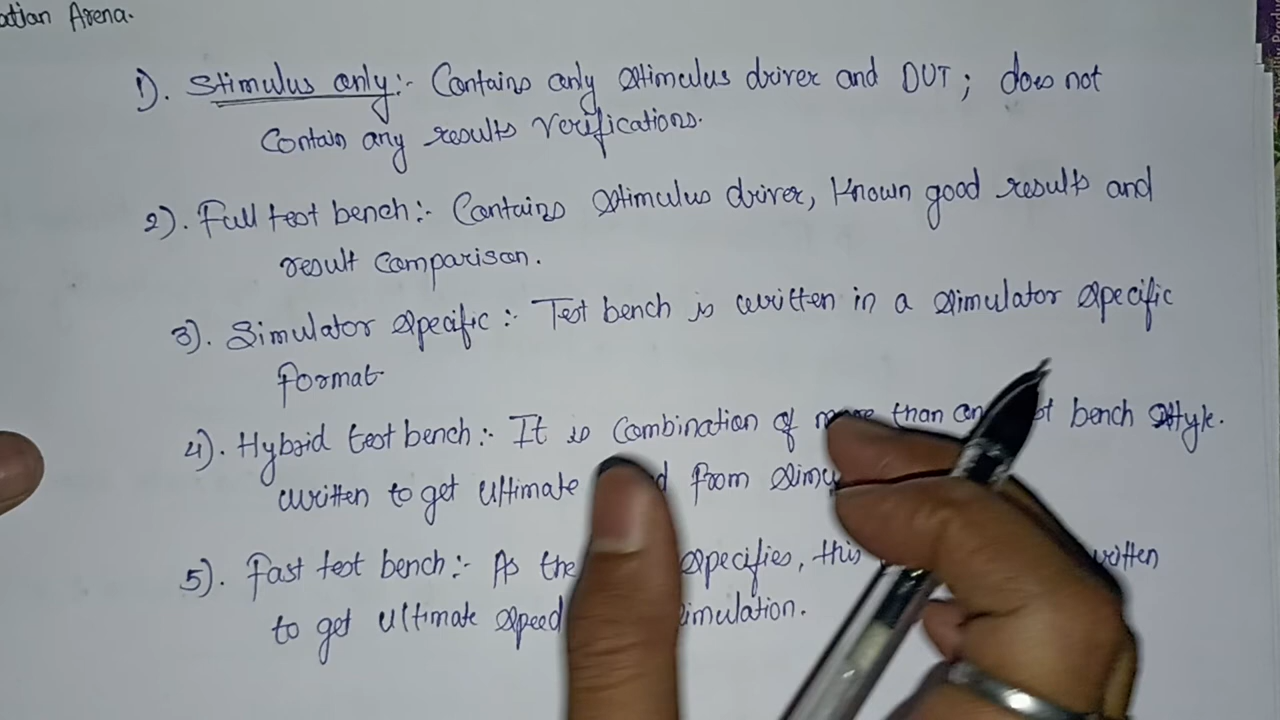 Arena.
1). Stimulus only:- Contains only stimulus driver and DUT; does not
Contain any results verifications.
2). Full test bench:- Contains stimulus driver, known good results and
result comparison.
3). Simulator specific:- Test bench is written in a simulator specific
format
4). Hybrid test bench:- It is combination of than bench style.
written to get ultimate from
5). Fast test bench:- As the specifies, this written
to get ultimate speed simulation.